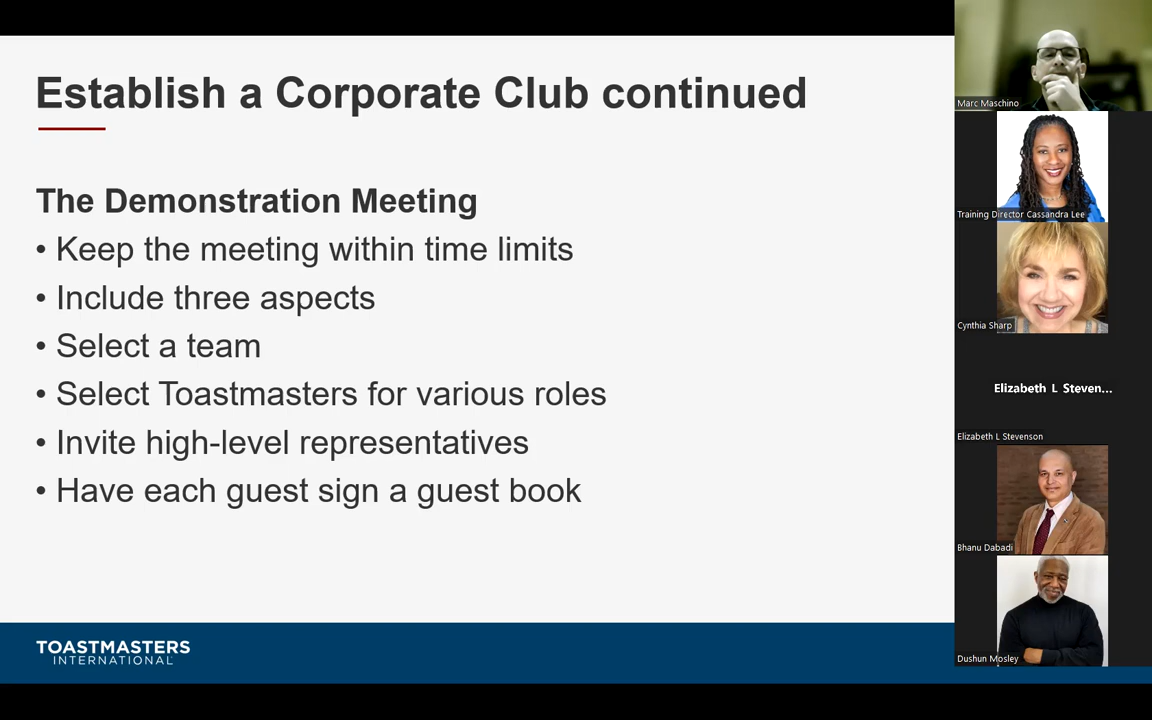 Establish a Corporate Club continued
The Demonstration Meeting
• Keep the meeting within time limits
• Include three aspects
• Select a team
• Select Toastmasters for various roles
• Invite high-level representatives
• Have each guest sign a guest book
TOASTMASTERS
INTERNATIONAL
Marc Maschino
Training Director Cassandra Lee
Cynthia Sharp
Elizabeth L Steven...
Elizabeth L Stevenson
Bhanu Dabadi
Dushun Mosley